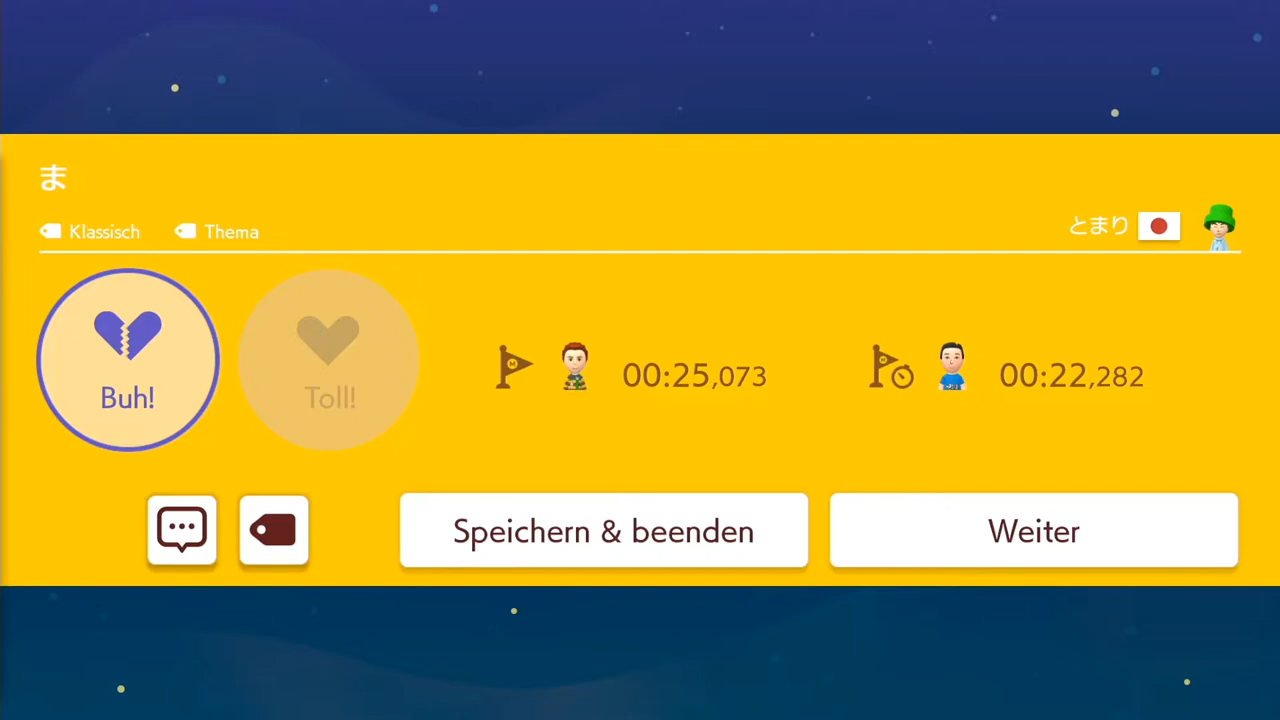 ま
Klassisch Thema
とまり
Buh!
Toll!
M 00:25,073
M 00:22,282
Speichern & beenden
Weiter